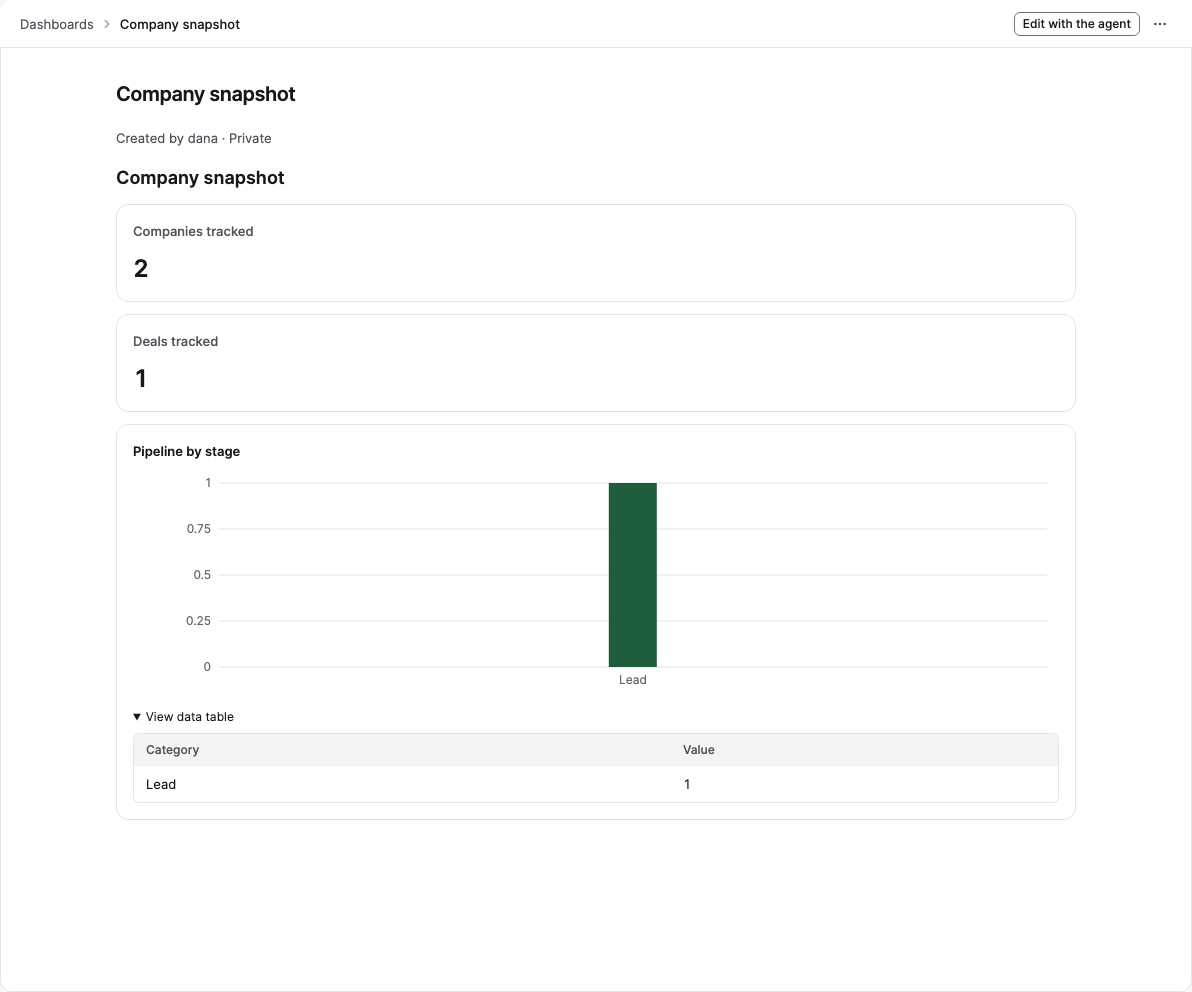 Dashboards > Company snapshot
Edit with the agent
Company snapshot
Created by dana · Private
Company snapshot
Companies tracked
2
Deals tracked
1
Pipeline by stage
1
0.75
0.5
0.25
0
Lead
▼ View data table
Category Value
Lead 1